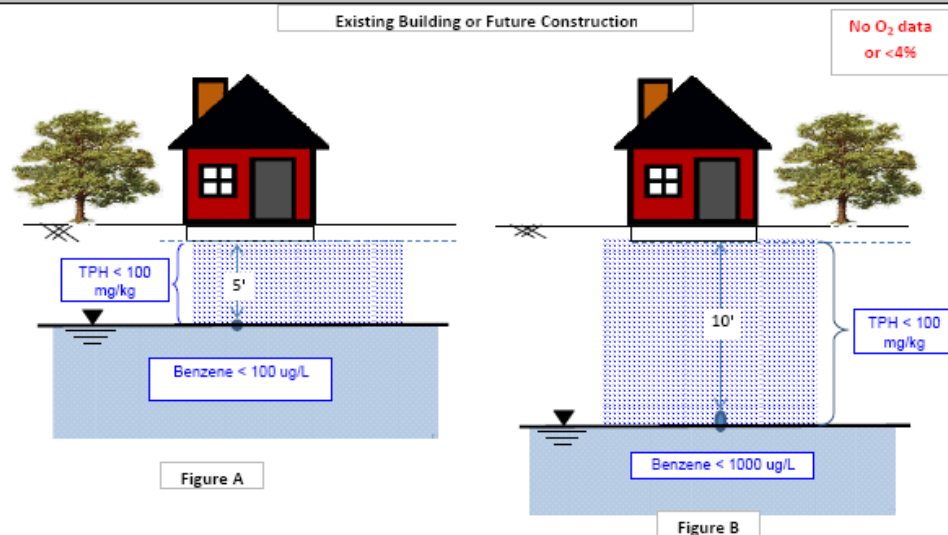 Existing Building or Future Construction
No O₂ data
or <4%
TPH < 100
mg/kg
5'
Benzene < 100 ug/L
Figure A
10'
TPH < 100
mg/kg
Benzene < 1000 ug/L
Figure B